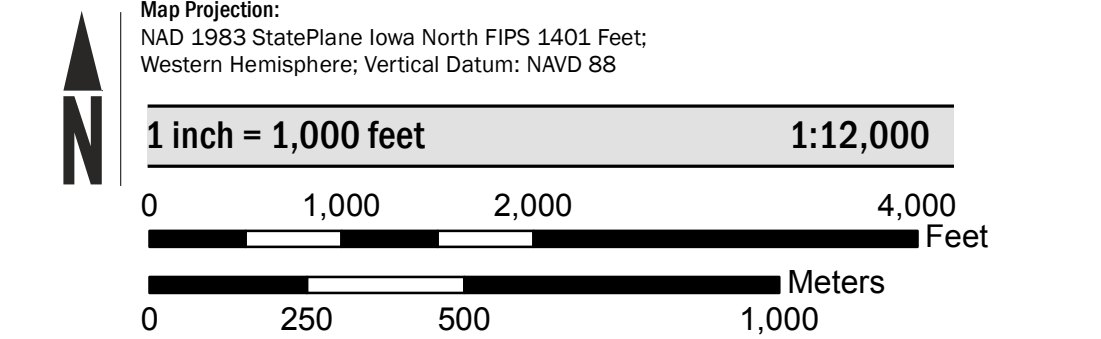 Map Projection:
NAD 1983 StatePlane Iowa North FIPS 1401 Feet;
Western Hemisphere; Vertical Datum: NAVD 88
N
1 inch = 1,000 feet 1:12,000
0 1,000 2,000 4,000
Feet
Meters
0 250 500 1,000